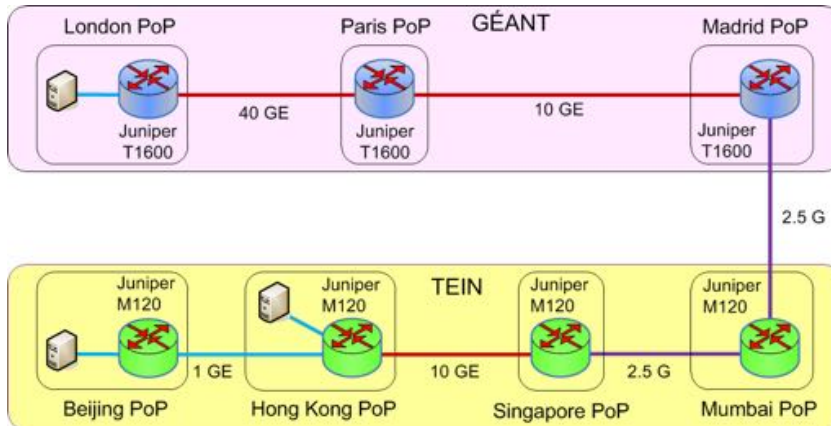 London PoP
Paris PoP
GÉANT
Madrid PoP
40 GE
10 GE
Juniper
T1600
Juniper
T1600
Juniper
T1600
2.5 G
Juniper
M120
Juniper
M120
TEIN
Juniper
M120
Juniper
M120
1 GE
10 GE
2.5 G
Beijing PoP
Hong Kong PoP
Singapore PoP
Mumbai PoP